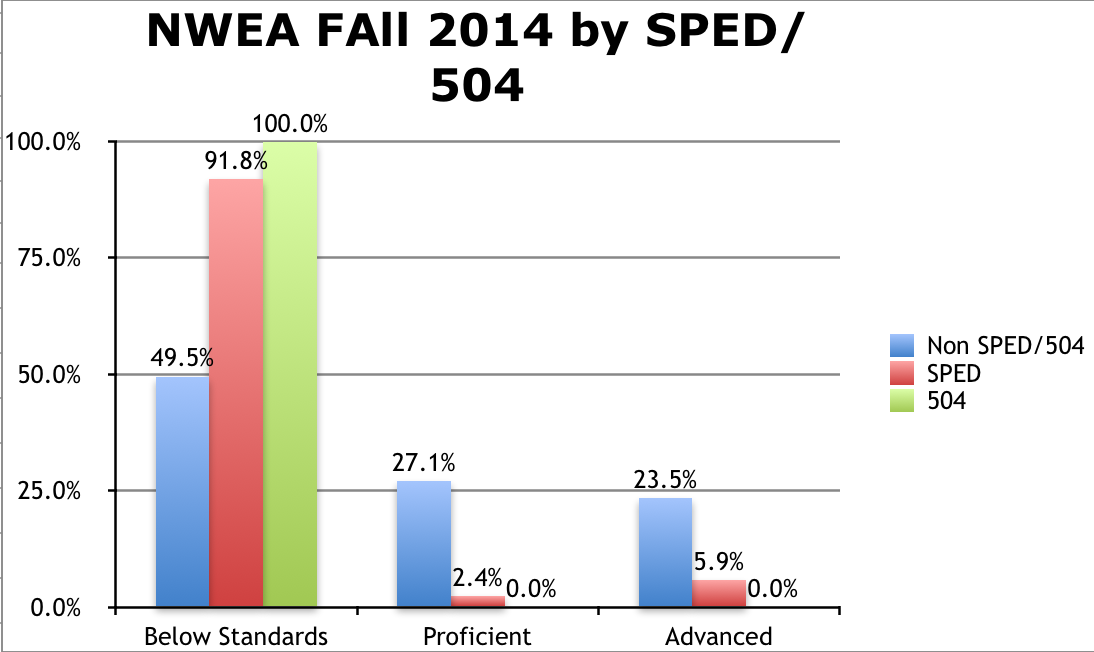 NWEA FAll 2014 by SPED/
504
100.0%
100.0%
91.8%
75.0%
49.5%
50.0%
27.1%
23.5%
25.0%
5.9%
2.4%
0.0%
0.0%
0.0%
Below Standards
Proficient
Advanced
Non SPED/504
SPED
504